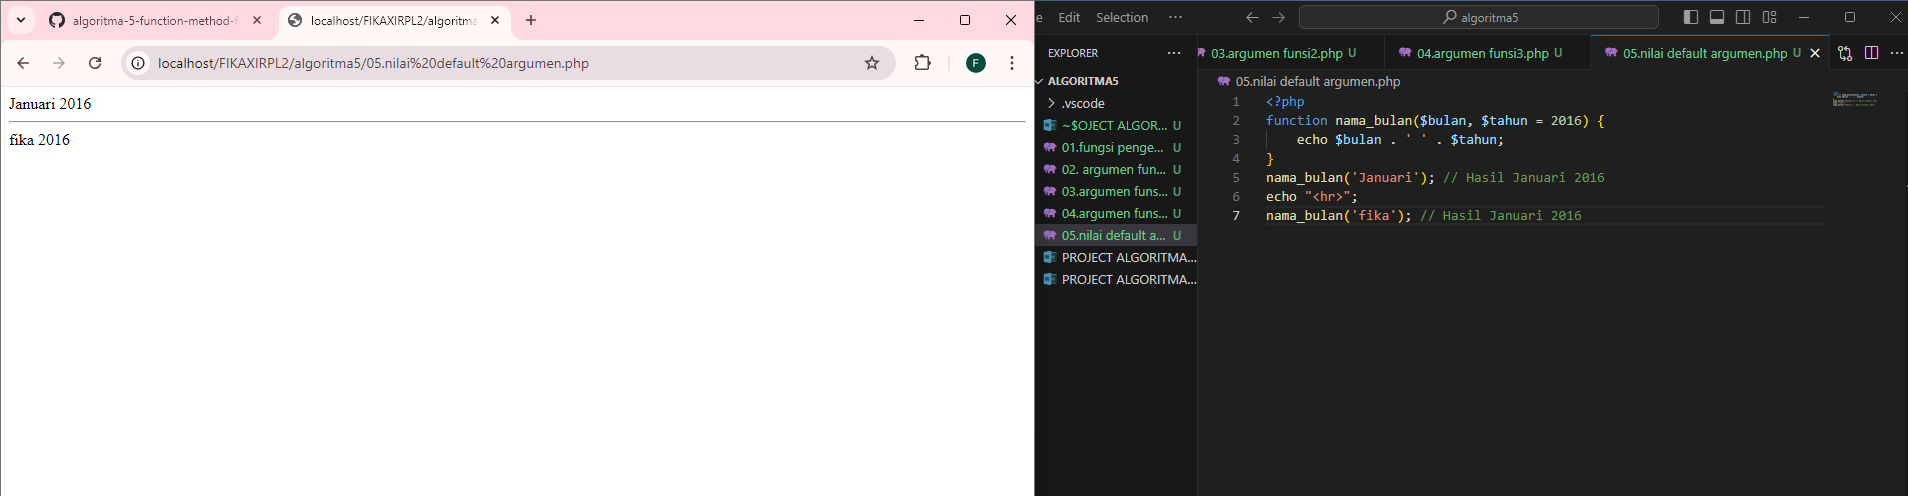 algoritma-5-function-method-f
localhost/FIKAXIRPL2/algoritma
localhost/FIKAXIRPL2/algoritma5/05.nilai%20default%20argumen.php
F
Januari 2016
fika 2016
e Edit Selection ...
algoritma5
EXPLORER ...
ALGORITMA5
.vscode
~$OJECT ALGOR... U
01.fungsi penge... U
02. argumen fun... U
03.argumen funs... U
04.argumen funs... U
05.nilai default a... U
PROJECT ALGORITMA...
PROJECT ALGORITMA...
03.argumen funsi2.php U
04.argumen funsi3.php U
05.nilai default argumen.php U
05.nilai default argumen.php
1 <?php
2 function nama_bulan($bulan, $tahun = 2016) {
3     echo $bulan . ' ' . $tahun;
4 }
5 nama_bulan('Januari'); // Hasil Januari 2016
6 echo "<hr>";
7 nama_bulan('fika'); // Hasil Januari 2016